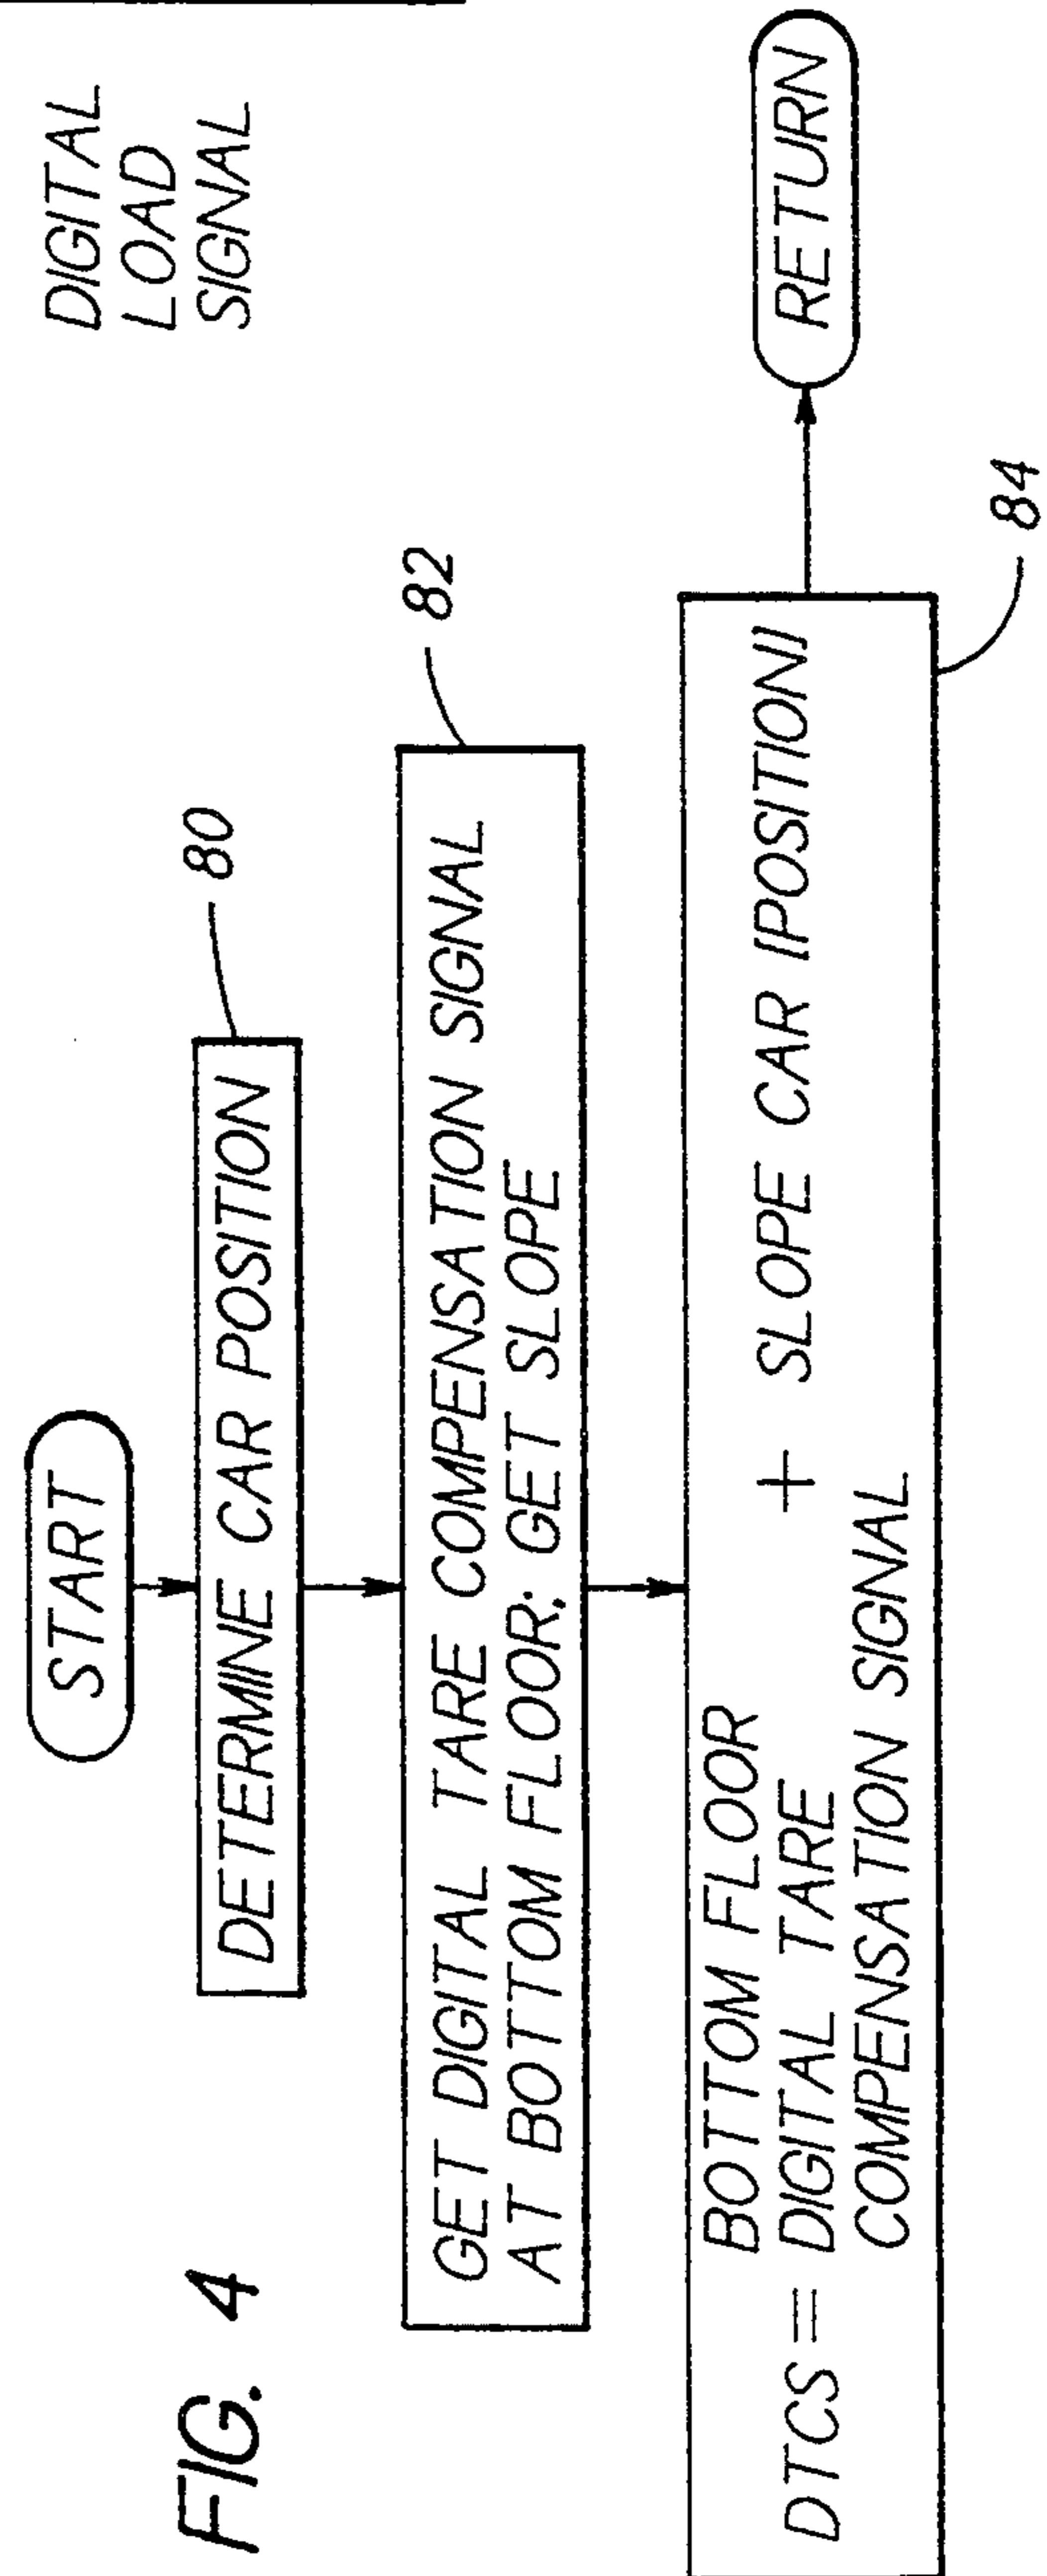 DIGITAL
LOAD
SIGNAL
FIG. 4
START
DETERMINE CAR POSITION
80
GET DIGITAL TARE COMPENSATION SIGNAL
AT BOTTOM FLOOR; GET SLOPE
82
BOTTOM FLOOR
DTCS = DIGITAL TARE + SLOPE CAR [POSITION]
COMPENSATION SIGNAL
84
RETURN